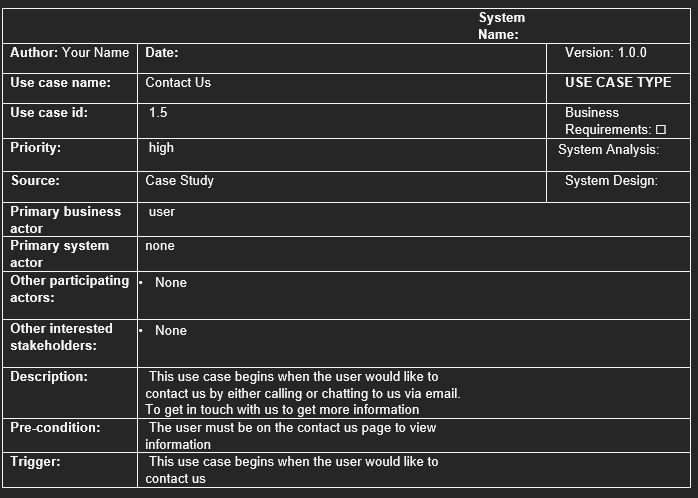 System
Name:
Author: Your Name Date: Version: 1.0.0
Use case name: Contact Us USE CASE TYPE
Use case id: 1.5 Business
Requirements: ☐
Priority: high System Analysis:
Source: Case Study System Design:
Primary business
actor
user
Primary system
actor
none
Other participating
actors:
• None
Other interested
stakeholders:
• None
Description: This use case begins when the user would like to
contact us by either calling or chatting to us via email.
To get in touch with us to get more information
Pre-condition: The user must be on the contact us page to view
information
Trigger: This use case begins when the user would like to
contact us